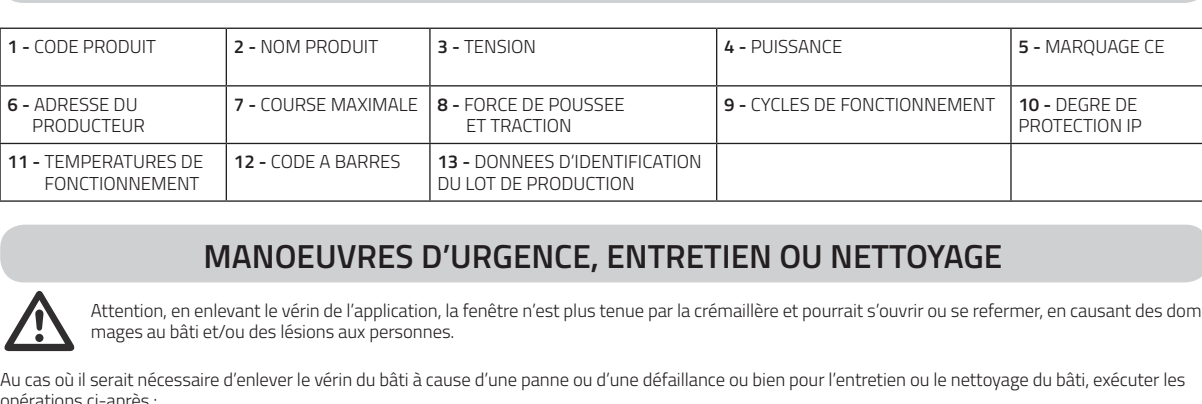 1 - CODE PRODUIT
2 - NOM PRODUIT
3 - TENSION
4 - PUISSANCE
5 - MARQUAGE CE
6 - ADRESSE DU
PRODUCTEUR
7 - COURSE MAXIMALE
8 - FORCE DE POUSSEE
ET TRACTION
9 - CYCLES DE FONCTIONNEMENT
10 - DEGRE DE
PROTECTION IP
11 - TEMPERATURES DE
FONCTIONNEMENT
12 - CODE A BARRES
13 - DONNEES D'IDENTIFICATION
DU LOT DE PRODUCTION
MANOEUVRES D'URGENCE, ENTRETIEN OU NETTOYAGE
Attention, en enlevant le vérin de l'application, la fenêtre n'est plus tenue par la crémaillère et pourrait s'ouvrir ou se refermer, en causant des dom
mages au bâti et/ou des lésions aux personnes.
Au cas où il serait nécessaire d'enlever le vérin du bâti à cause d'une panne ou d'une défaillance ou bien pour l'entretien ou le nettoyage du bâti, exécuter les
opérations ci-après :